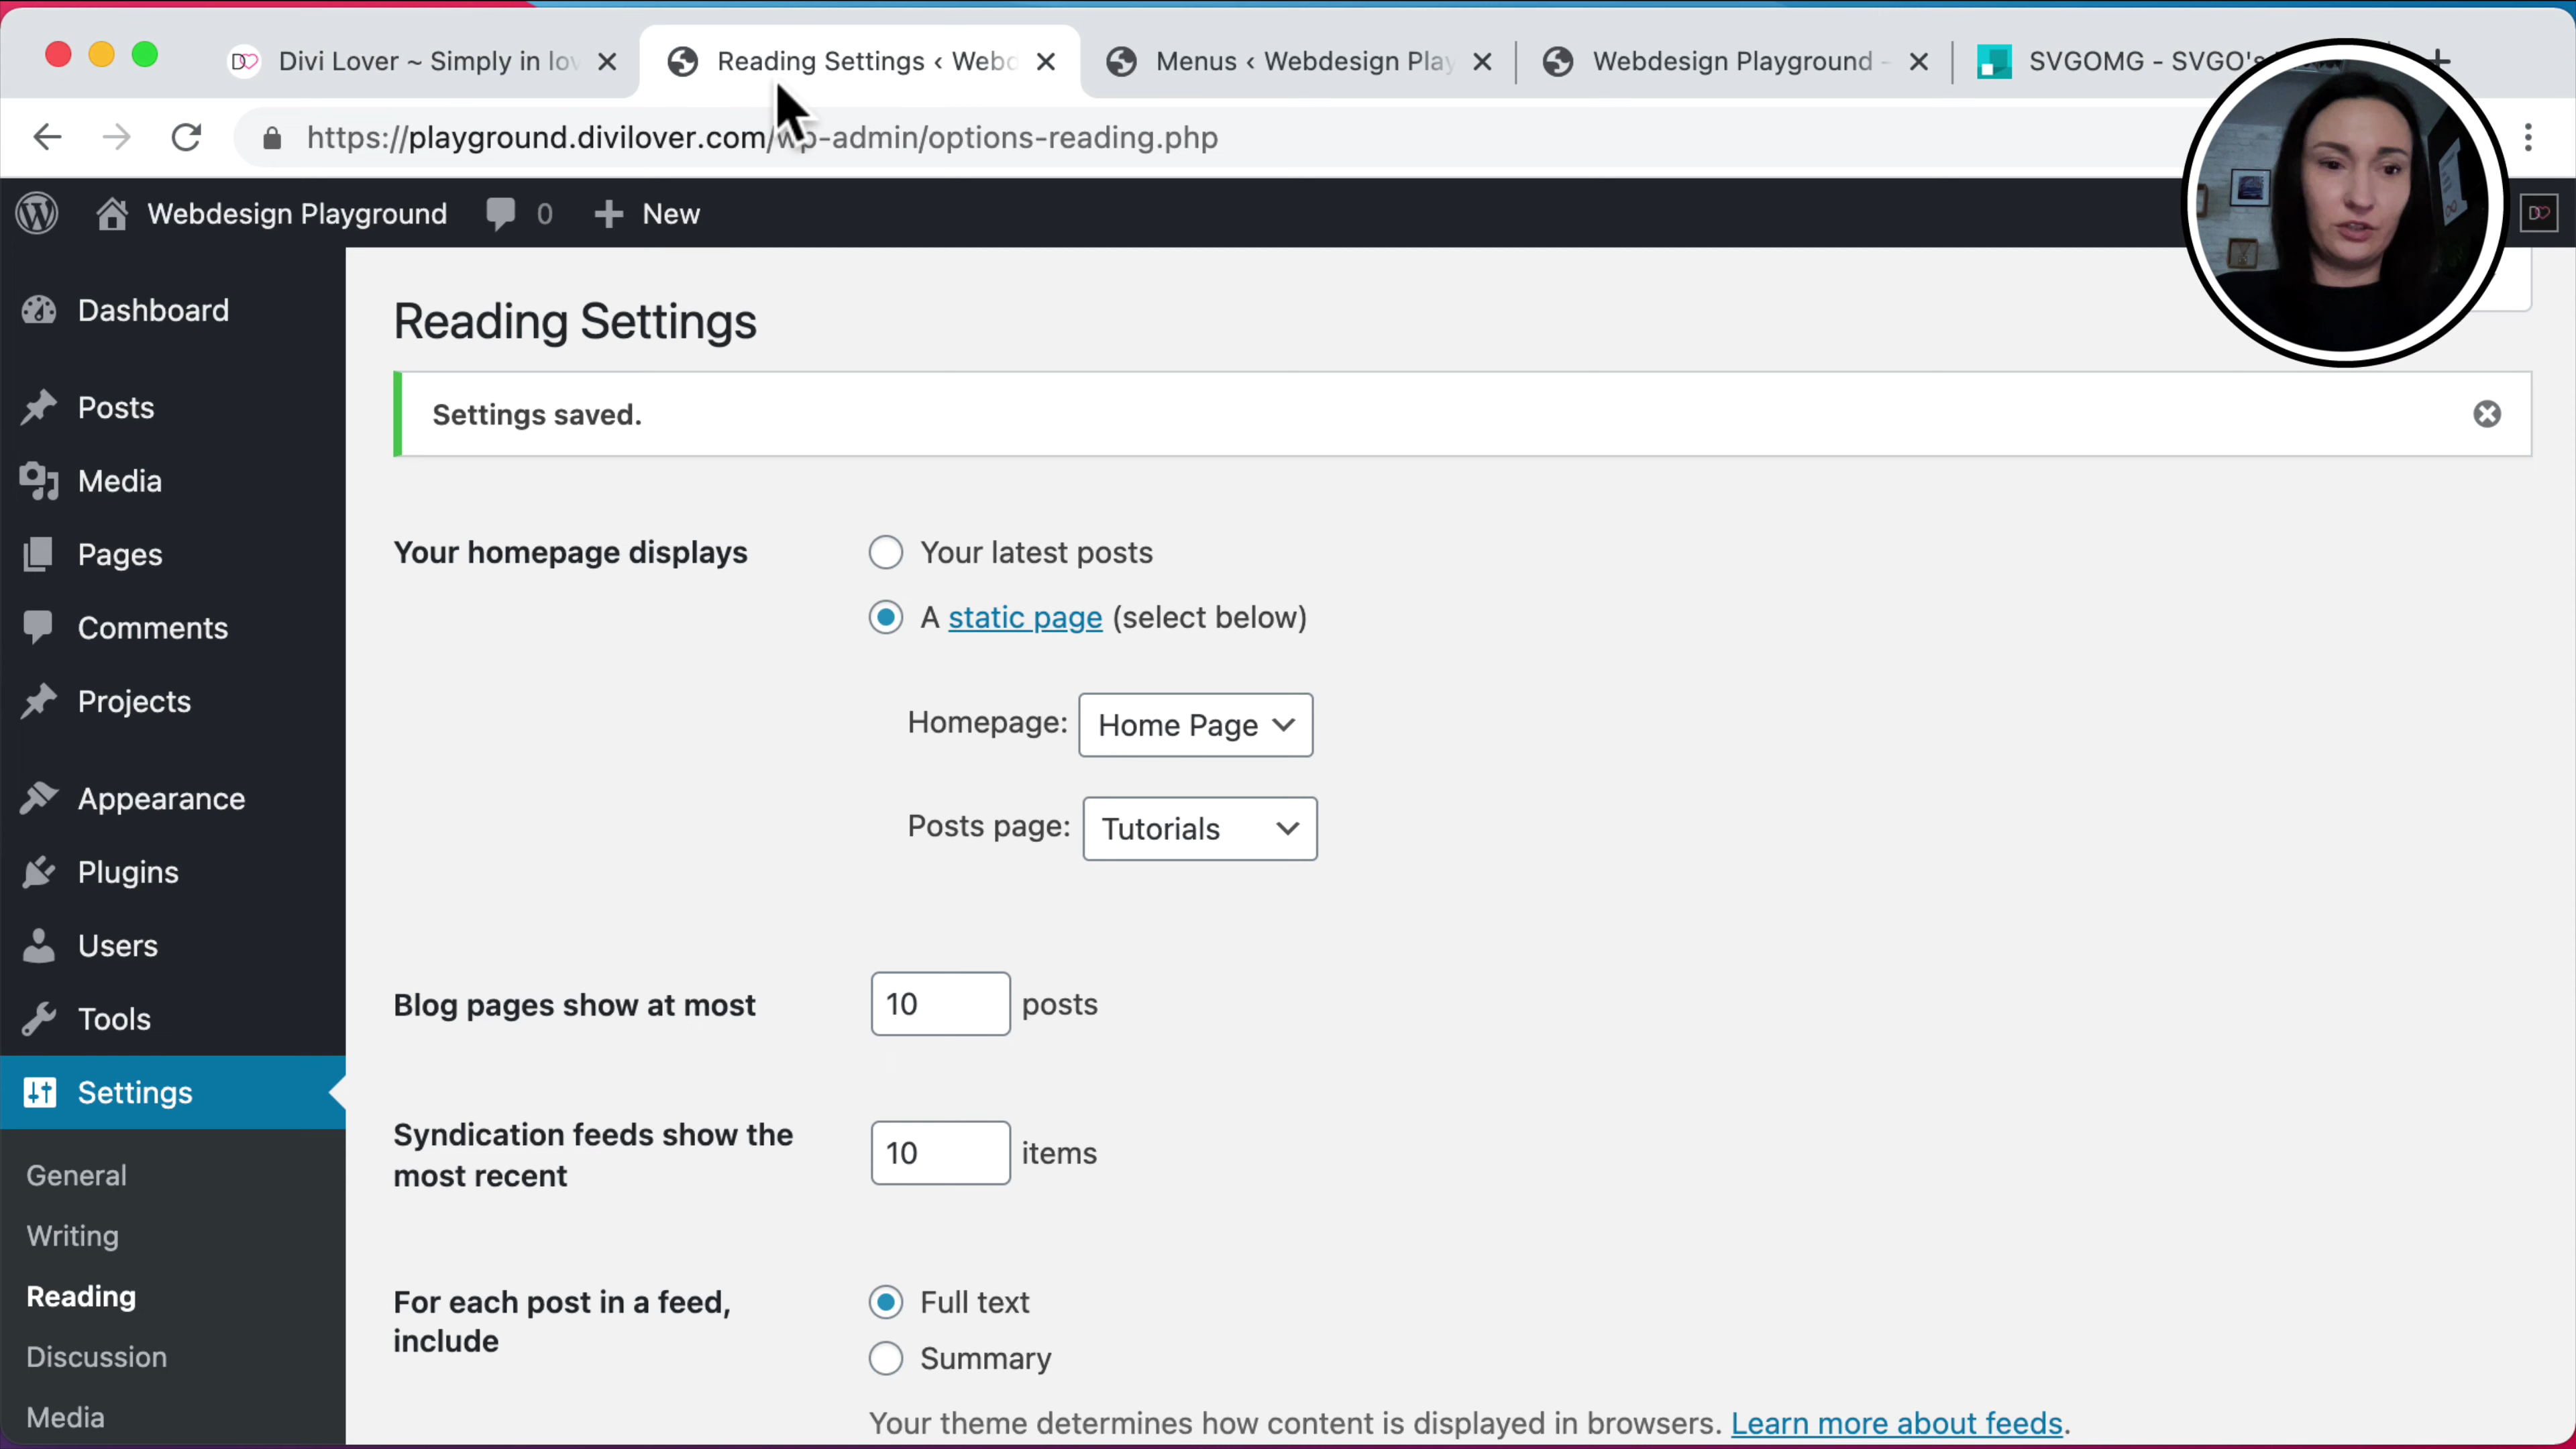 Divi Lover ~ Simply in lov
Reading Settings ‹ Webd
Menus ‹ Webdesign Play
Webdesign Playground -
SVGOMG - SVGO's
https://playground.divilover.com/wp-admin/options-reading.php
Webdesign Playground
0
New
Dashboard
Posts
Media
Pages
Comments
Projects
Appearance
Plugins
Users
Tools
Settings
General
Writing
Reading
Discussion
Media
Reading Settings
Settings saved.
Your homepage displays
Your latest posts
A static page (select below)
Homepage: Home Page
Posts page: Tutorials
Blog pages show at most
10 posts
Syndication feeds show the
most recent
10 items
For each post in a feed,
include
Full text
Summary
Your theme determines how content is displayed in browsers. Learn more about feeds.